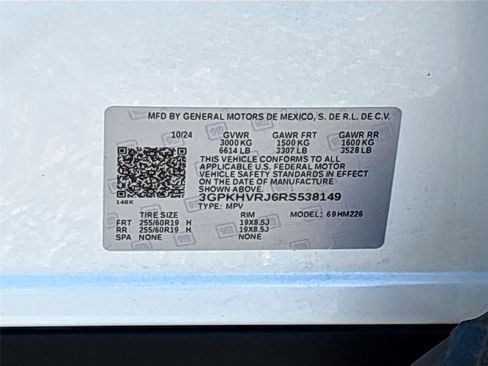 MFD BY GENERAL MOTORS DE MEXICO, S. DE R.L. DE C.V.
10/24 GVWR GAWR FRT GAWR RR
3000 KG 1500 KG 1600 KG
6614 LB 3307 LB 3528 LB
THIS VEHICLE CONFORMS TO ALL
APPLICABLE U.S. FEDERAL MOTOR
VEHICLE SAFETY STANDARDS IN EFFECT
ON THE DATE OF MANUFACTURE
SHOWN ABOVE.
3GPKHVRJ6RS538149
140X TYPE: MPV
TIRE SIZE RIM MODEL: 69HM226
FRT 255/60R19 H 19X8.5J
RR 255/60R19 H 19X8.5J
SPA NONE NONE